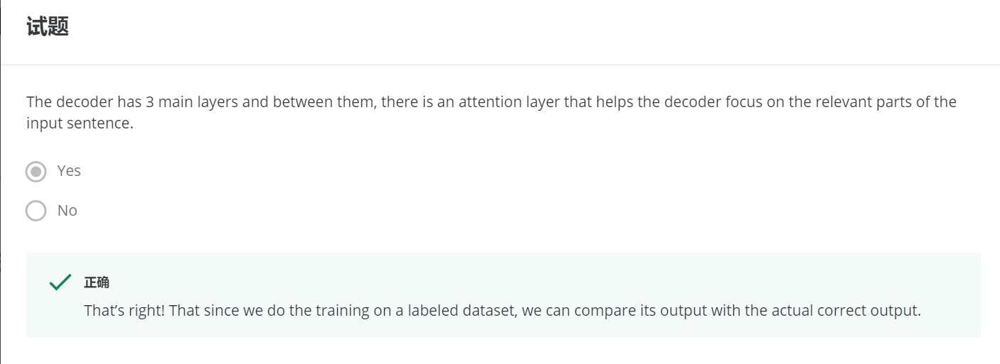 试题
The decoder has 3 main layers and between them, there is an attention layer that helps the decoder focus on the relevant parts of the
input sentence.
Yes
No
正确
That’s right! That since we do the training on a labeled dataset, we can compare its output with the actual correct output.